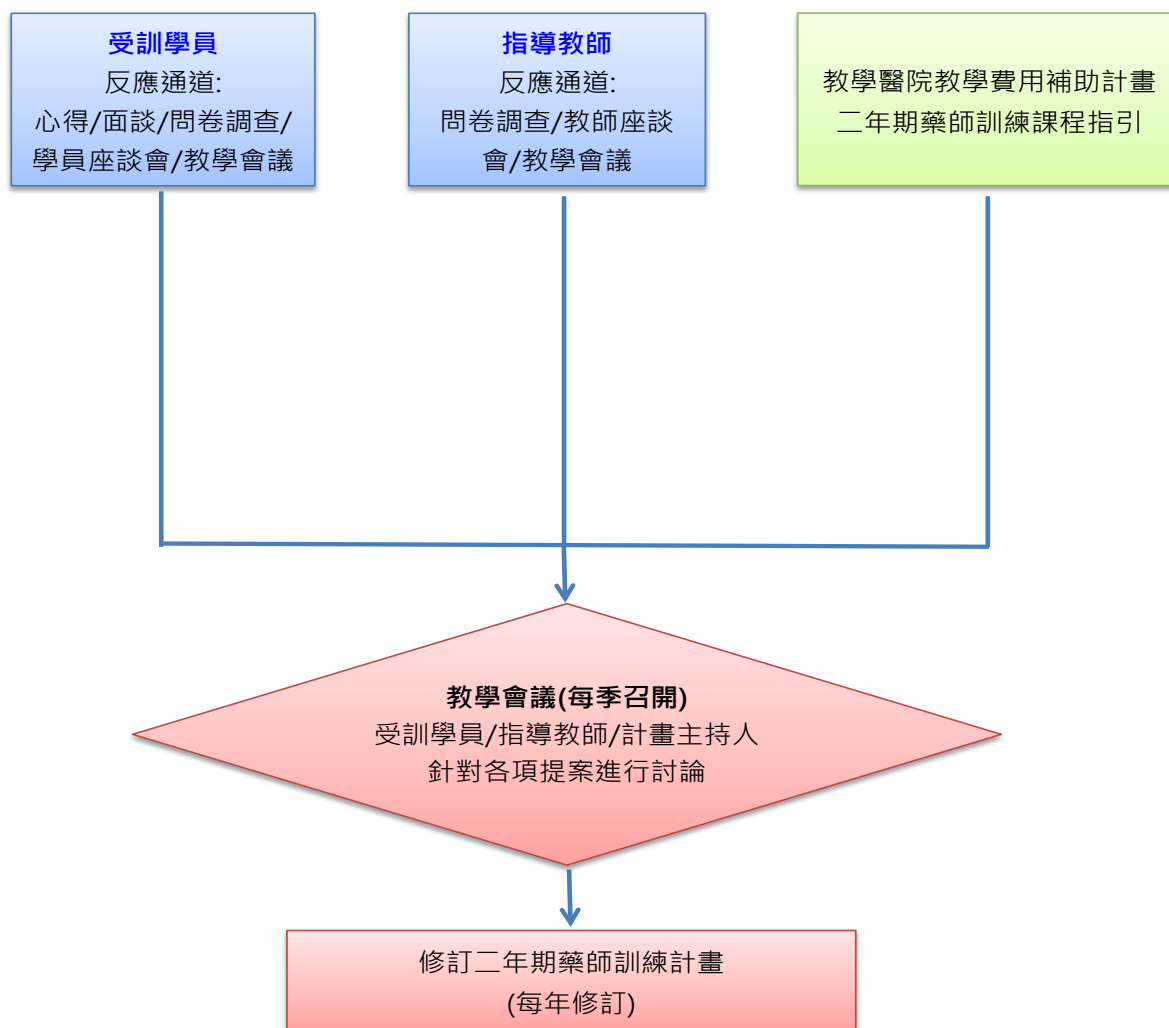 受訓學員
反應通道:
心得/面談/問卷調查/
學員座談會/教學會議
指導教師
反應通道:
問卷調查/教師座談
會/教學會議
教學醫院教學費用補助計畫
二年期藥師訓練課程指引
教學會議(每季召開)
受訓學員/指導教師/計畫主持人
針對各項提案進行討論
修訂二年期藥師訓練計畫
(每年修訂)